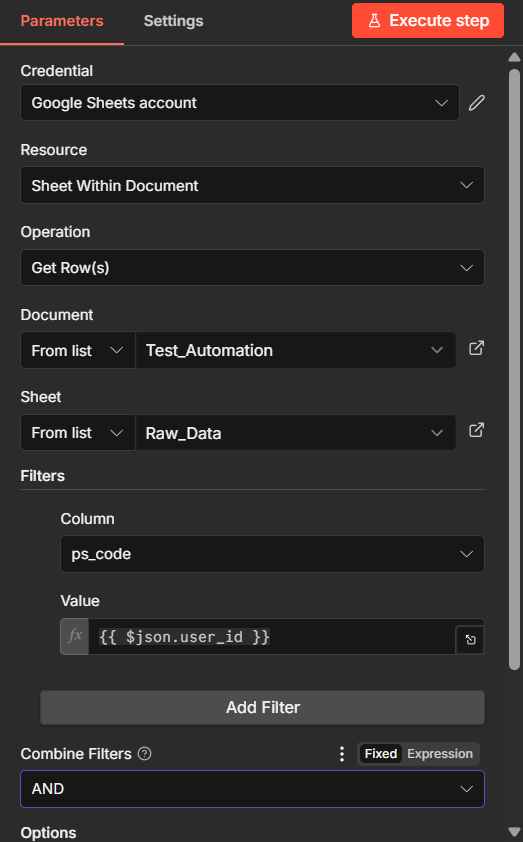 Parameters Settings Execute step
Credential
Google Sheets account
Resource
Sheet Within Document
Operation
Get Row(s)
Document
From list Test_Automation
Sheet
From list Raw_Data
Filters
Column
ps_code
Value
fx {{ $json.user_id }}
Add Filter
Combine Filters ? Fixed Expression
AND
Options